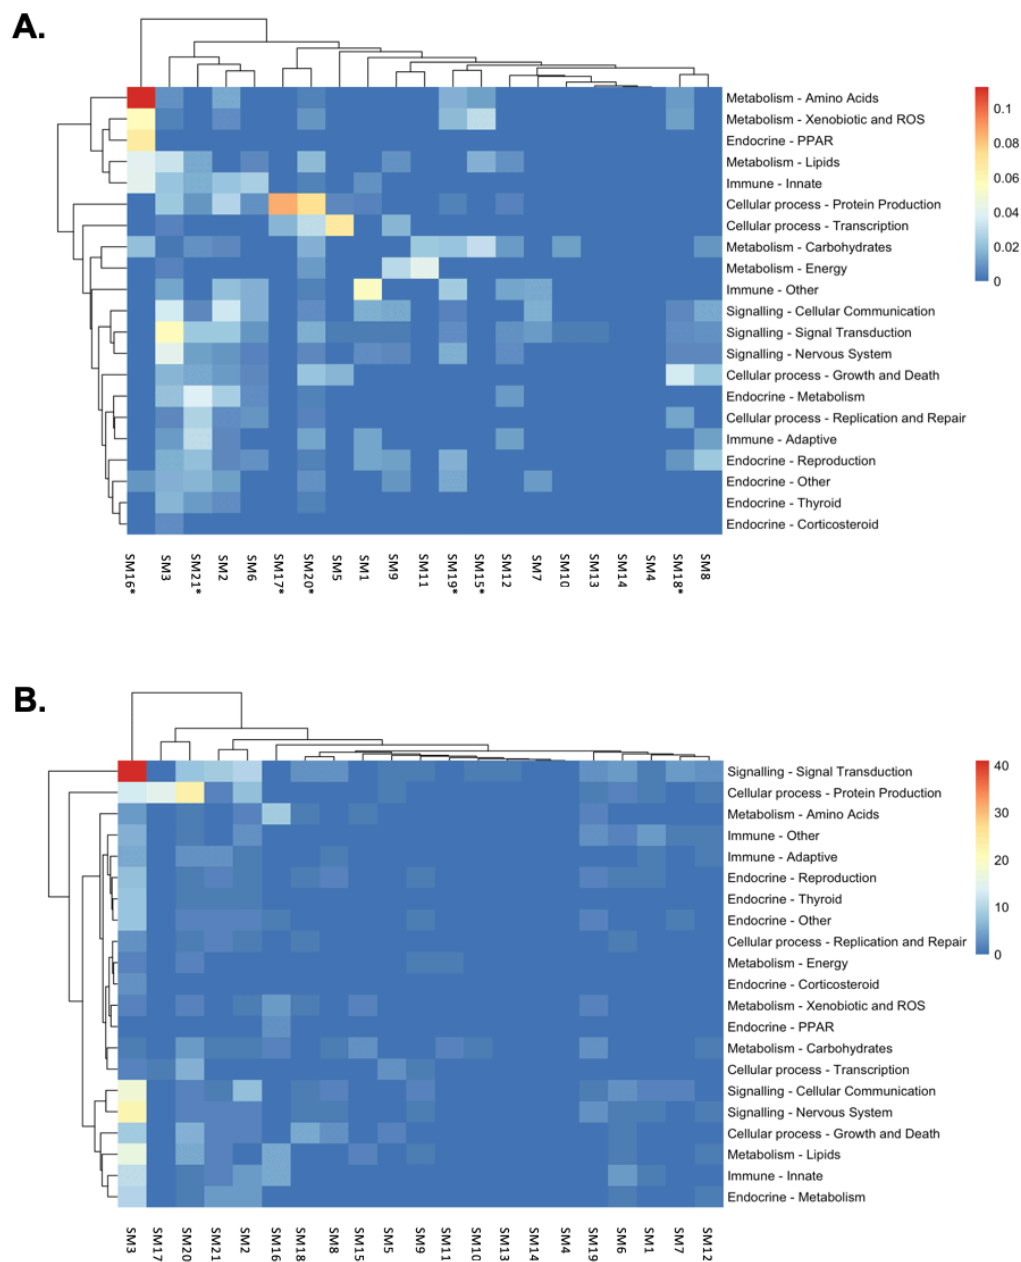 A.
Metabolism - Amino Acids
Metabolism - Xenobiotic and ROS
Endocrine - PPAR
Metabolism - Lipids
Immune - Innate
Cellular process - Protein Production
Cellular process - Transcription
Metabolism - Carbohydrates
Metabolism - Energy
Immune - Other
Signalling - Cellular Communication
Signalling - Signal Transduction
Signalling - Nervous System
Cellular process - Growth and Death
Endocrine - Metabolism
Cellular process - Replication and Repair
Immune - Adaptive
Endocrine - Reproduction
Endocrine - Other
Endocrine - Thyroid
Endocrine - Corticosteroid
0.1
0.08
0.06
0.04
0.02
0
SM16* SM3 SM21* SM2 SM6 SM17* SM20* SM5 SM1 SM9 SM11 SM19* SM15* SM12 SM7 SM10 SM13 SM14 SM4 SM18* SM8
B.
Signalling - Signal Transduction
Cellular process - Protein Production
Metabolism - Amino Acids
Immune - Other
Immune - Adaptive
Endocrine - Reproduction
Endocrine - Thyroid
Endocrine - Other
Cellular process - Replication and Repair
Metabolism - Energy
Endocrine - Corticosteroid
Metabolism - Xenobiotic and ROS
Endocrine - PPAR
Metabolism - Carbohydrates
Cellular process - Transcription
Signalling - Cellular Communication
Signalling - Nervous System
Cellular process - Growth and Death
Metabolism - Lipids
Immune - Innate
Endocrine - Metabolism
40
30
20
10
0
SM3 SM17 SM20 SM21 SM2 SM16 SM18 SM8 SM15 SM5 SM9 SM11 SM10 SM13 SM14 SM4 SM19 SM6 SM1 SM7 SM12